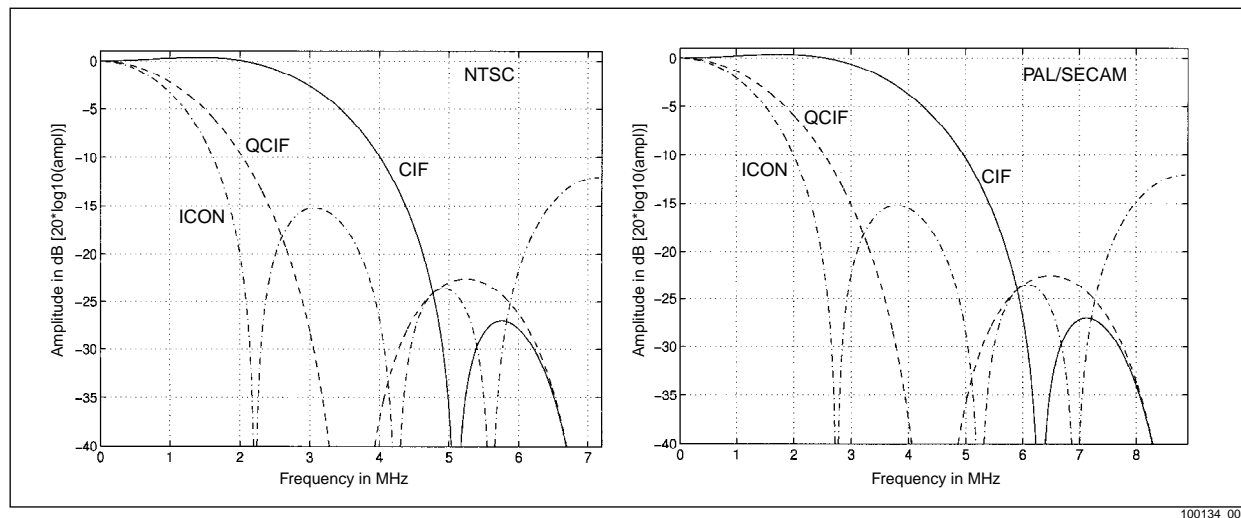 0
−5
−10
−15
−20
−25
−30
−35
−40
Amplitude in dB [20*log10(ampl)]
0 1 2 3 4 5 6 7
Frequency in MHz
NTSC
QCIF
CIF
ICON
0
−5
−10
−15
−20
−25
−30
−35
−40
Amplitude in dB [20*log10(ampl)]
0 1 2 3 4 5 6 7 8
Frequency in MHz
PAL/SECAM
QCIF
CIF
ICON
100134_00